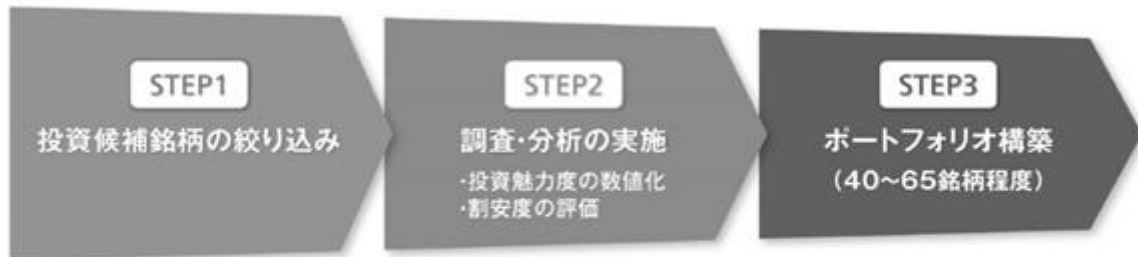 STEP1
投資候補銘柄の絞り込み
STEP2
調査・分析の実施
・投資魅力度の数値化
・割安度の評価
STEP3
ポートフォリオ構築
(40〜65銘柄程度)